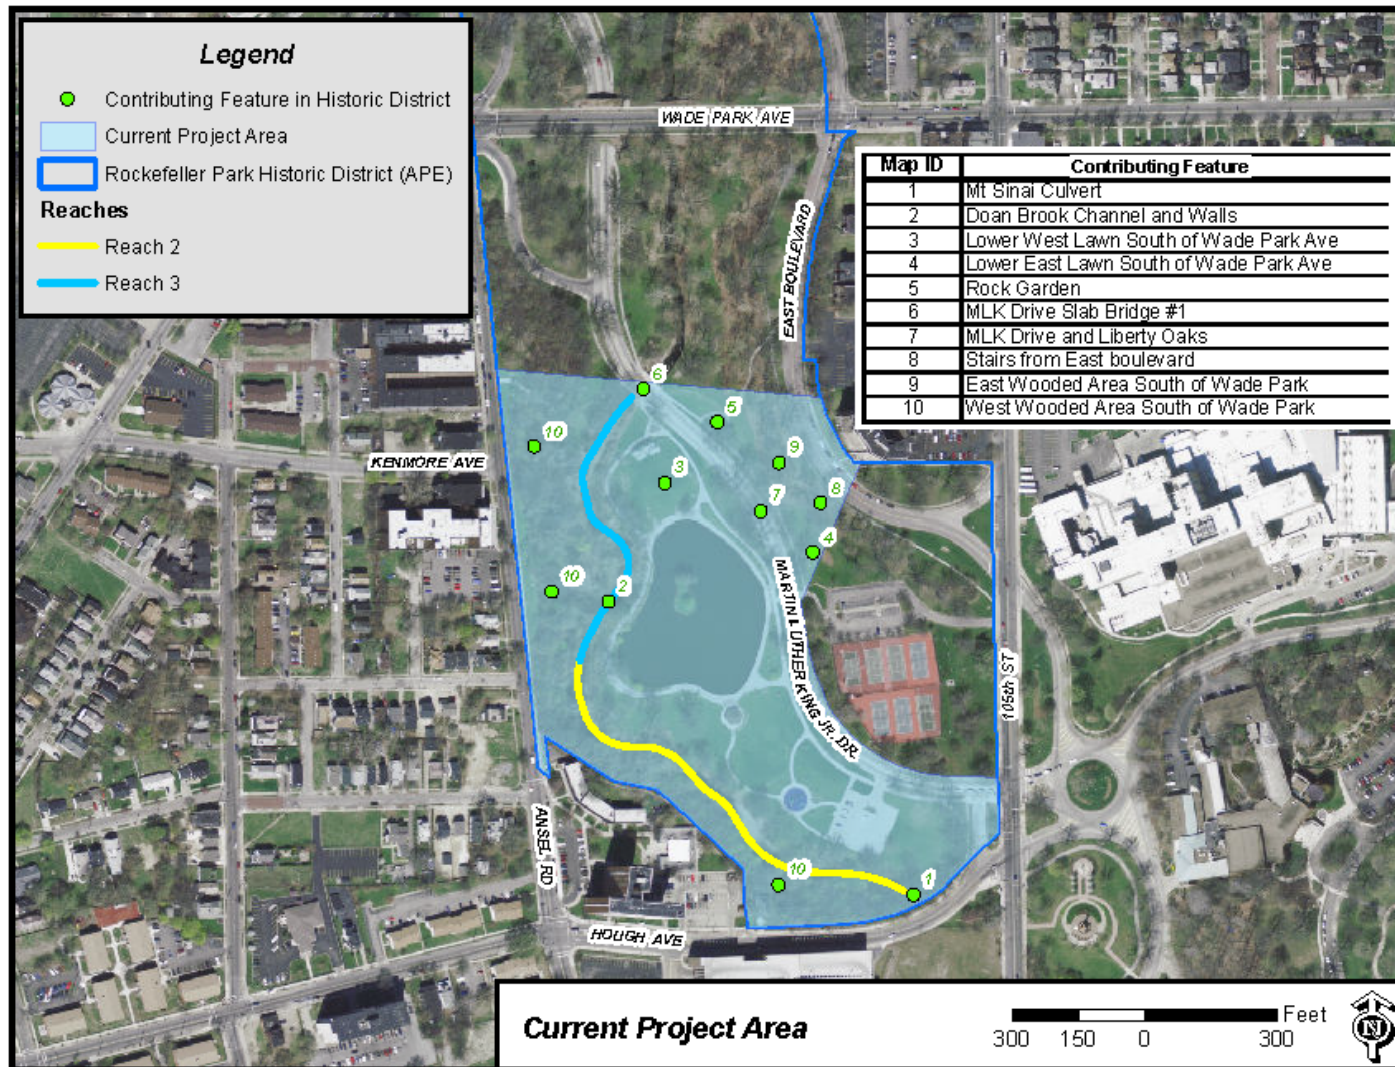 Legend
Contributing Feature in Historic District
Current Project Area
Rockefeller Park Historic District (APE)
Reaches
Reach 2
Reach 3
WADE PARK AVE
EAST BOULEVARD
Map ID Contributing Feature
1 Mt Sinai Culvert
2 Doan Brook Channel and Walls
3 Lower West Lawn South of Wade Park Ave
4 Lower East Lawn South of Wade Park Ave
5 Rock Garden
6 MLK Drive Slab Bridge #1
7 MLK Drive and Liberty Oaks
8 Stairs from East boulevard
9 East Wooded Area South of Wade Park
10 West Wooded Area South of Wade Park
6
5
10
9
KENMORE AVE
3
8
7
4
10
2
MARTIN LUTHER KING JR. DR.
105th ST
ANSEL RD
10
1
HOUGH AVE
Current Project Area
300 150 0 300 Feet
N